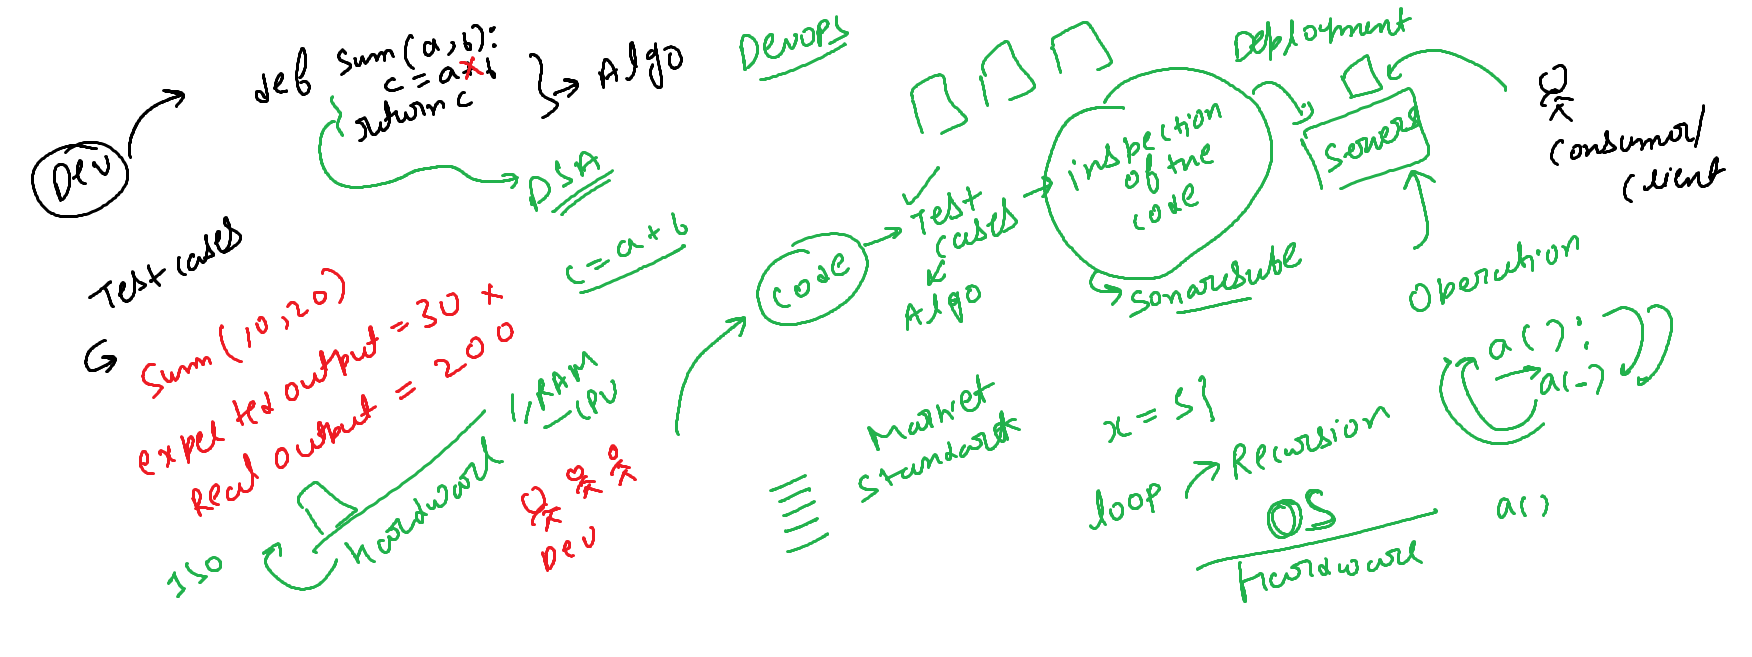 Dev
def sum(a,b):
c = a * b
return c
Algo
DSA
c = a + b
Test cases
Sum (10,20)
expected output = 30 x
Real output = 200
ISO
hardward
1, RAM
CPU
Dev
Devops
code
Test
cases
Algo
inspection
of the
code
Sonarcube
Deployment
Servers
Consumor/
client
Operation
Market
standard
x = 5
loop
Recursion
a():
a(-)
a()
OS
Hardware